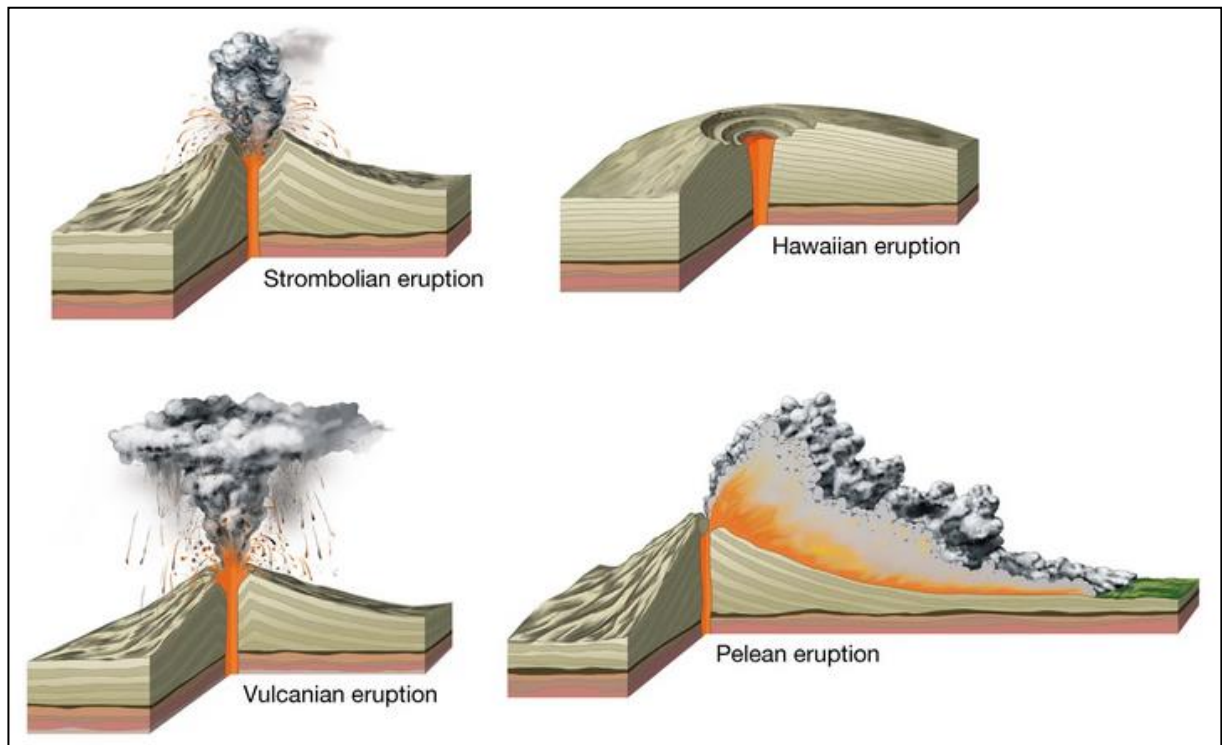 Strombolian eruption
Hawaiian eruption
Vulcanian eruption
Pelean eruption